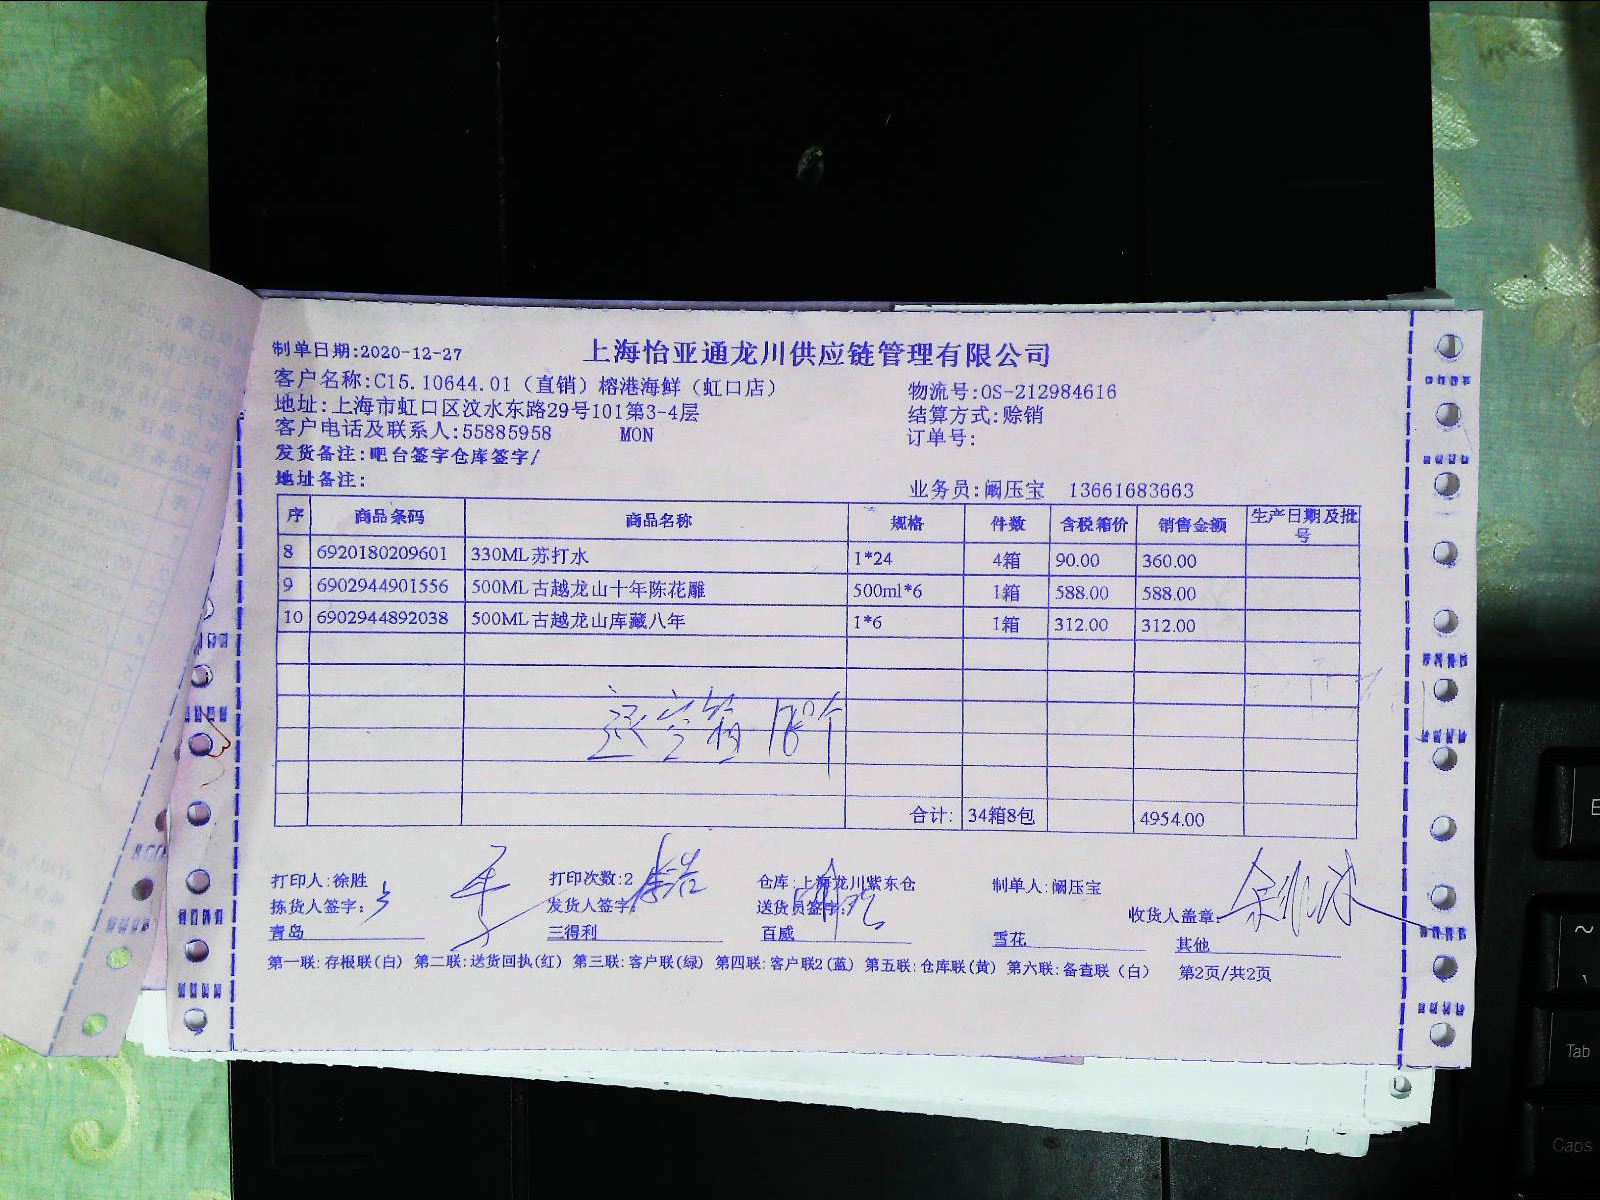 上海怡亚通龙川供应链管理有限公司
制单日期:2020-12-27
客户名称:C15.10644.01（直销）榕港海鲜（虹口店） 物流号:OS-212984616
地址:上海市虹口区汶水东路29号101第3-4层 结算方式:赊销
客户电话及联系人:55885958 MON 订单号:
发货备注:吧台签字仓库签字/
地址备注: 业务员:阚压宝 13661683663
序 商品条码 商品名称 规格 件数 含税箱价 销售金额 生产日期及批号
8 6920180209601 330ML苏打水 1*24 4箱 90.00 360.00
9 6902944901556 500ML古越龙山十年陈花雕 500ml*6 1箱 588.00 588.00
10 6902944892038 500ML古越龙山库藏八年 1*6 1箱 312.00 312.00
合计: 34箱8包 4954.00
打印人:徐胜 打印次数:2 仓库:上海龙川紫东仓 制单人:阚压宝
拣货人签字: 发货人签字: 送货员签字: 收货人盖章:
青岛 三得利 百威 雪花 其他
第一联:存根联(白) 第二联:送货回执(红) 第三联:客户联(绿) 第四联:客户联2(蓝) 第五联:仓库联(黄) 第六联:备查联（白） 第2页/共2页
~
Tab
Caps